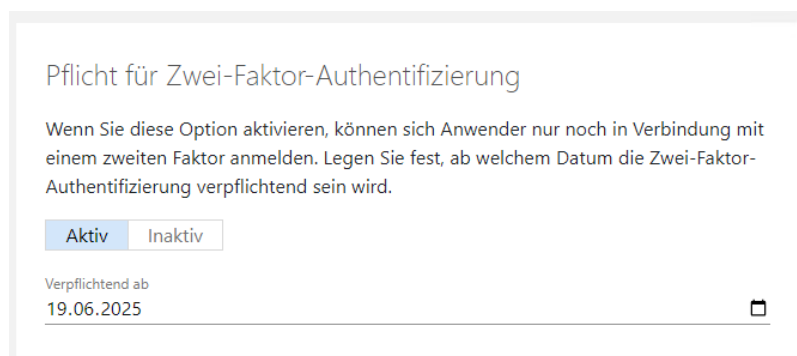 Pflicht für Zwei-Faktor-Authentifizierung
Wenn Sie diese Option aktivieren, können sich Anwender nur noch in Verbindung mit
einem zweiten Faktor anmelden. Legen Sie fest, ab welchem Datum die Zwei-Faktor-
Authentifizierung verpflichtend sein wird.
Aktiv Inaktiv
Verpflichtend ab
19.06.2025